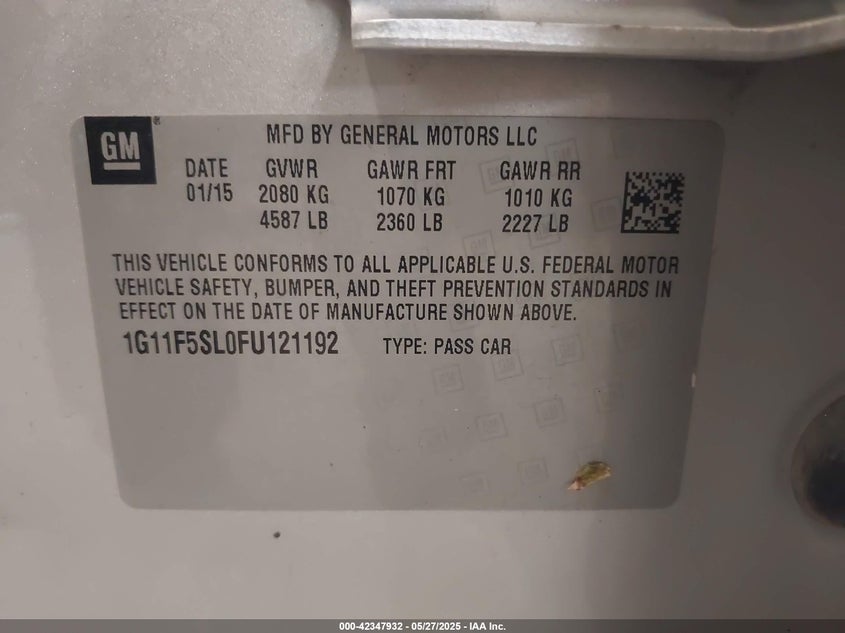 GM
MFD BY GENERAL MOTORS LLC
DATE GVWR GAWR FRT GAWR RR
01/15 2080 KG 1070 KG 1010 KG
4587 LB 2360 LB 2227 LB
THIS VEHICLE CONFORMS TO ALL APPLICABLE U.S. FEDERAL MOTOR
VEHICLE SAFETY, BUMPER, AND THEFT PREVENTION STANDARDS IN
EFFECT ON THE DATE OF MANUFACTURE SHOWN ABOVE.
1G11F5SL0FU121192 TYPE: PASS CAR
000-42347932 — 05/27/2025 — IAA Inc.